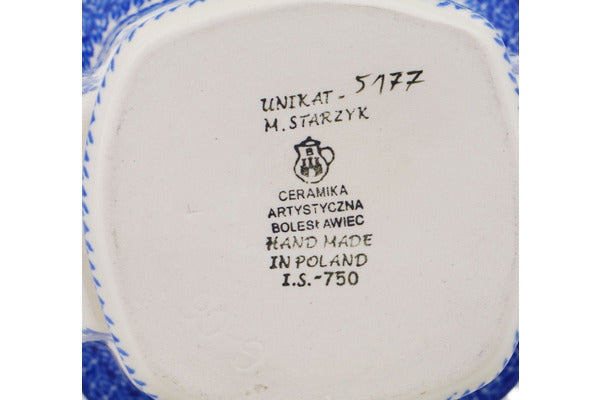 UNIKAT - 5177
M. STARZYK
B
CERAMIKA
ARTYSTYCZNA
BOLESŁAWIEC
HAND MADE
IN POLAND
I.S.-750